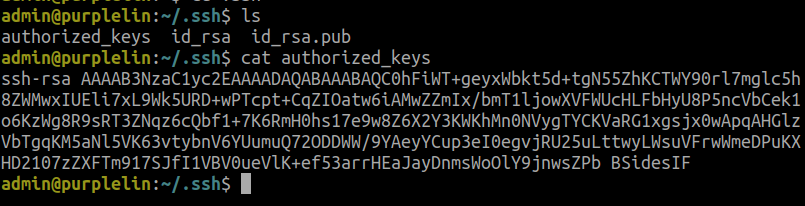 admin@purplelin:~/.ssh$ ls
authorized_keys  id_rsa  id_rsa.pub
admin@purplelin:~/.ssh$ cat authorized_keys
ssh-rsa AAAAB3NzaC1yc2EAAAADAQABAAABAQC0hFiWT+geyxWbkt5d+tgN55ZhKCTWY90rl7mglc5h
8ZWMwxIUEli7xL9Wk5URD+wPTcpt+CqZIOatw6iAMwZZmIx/bmT1ljowXVFWUcHLFbHyU8P5ncVbCek1
o6KzWg8R9sRT3ZNqz6cQbf1+7K6RmH0hs17e9w8Z6X2Y3KWKhMn0NVygTYCKVaRG1xgsjx0wApqAHGlz
VbTgqKM5aNl5VK63vtybnV6YUumuQ72ODDWW/9YAeyYCup3eI0egvjRU25uLttwyLWsuVFrwWmeDPuKX
HD2107zZXFTm917SJfI1VBV0ueVlK+ef53arrHEaJayDnmsWoOlY9jnwsZPb BSidesIF
admin@purplelin:~/.ssh$